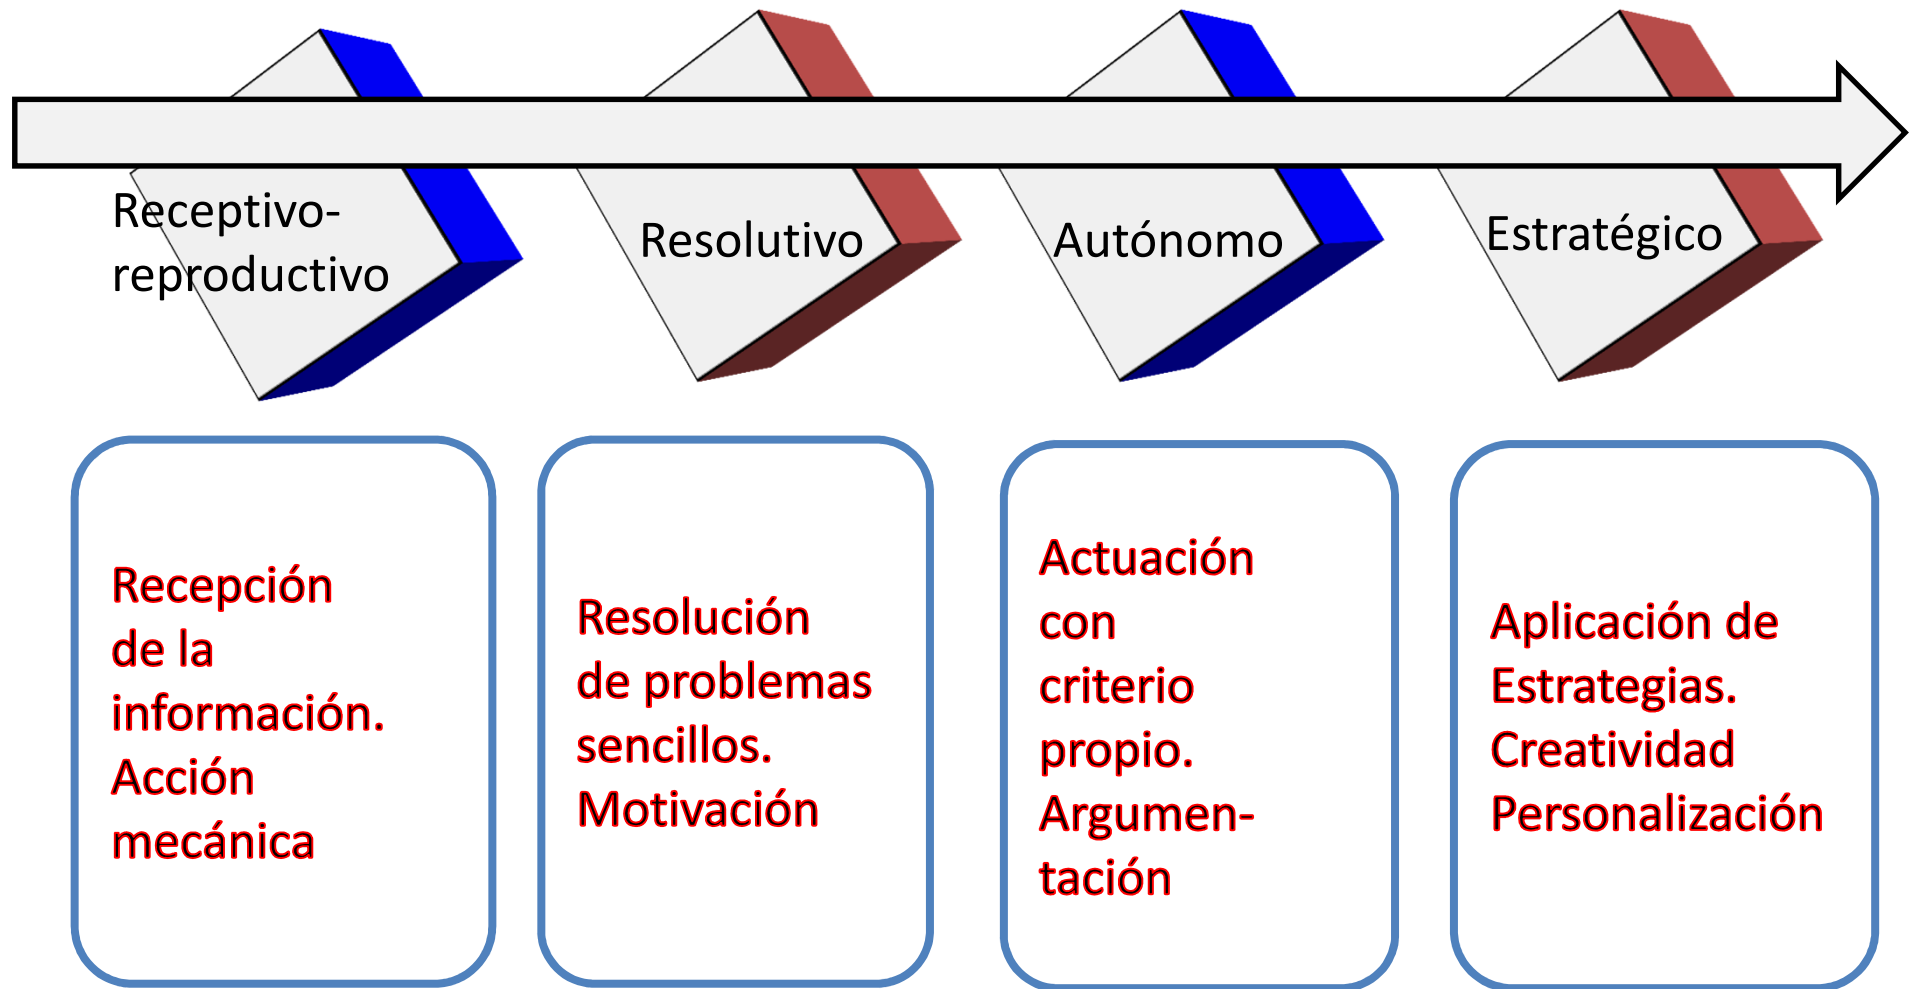 Receptivo-
reproductivo
Resolutivo
Autónomo
Estratégico
Recepción
de la
información.
Acción
mecánica
Resolución
de problemas
sencillos.
Motivación
Actuación
con
criterio
propio.
Argumen-
tación
Aplicación de
Estrategias.
Creatividad
Personalización